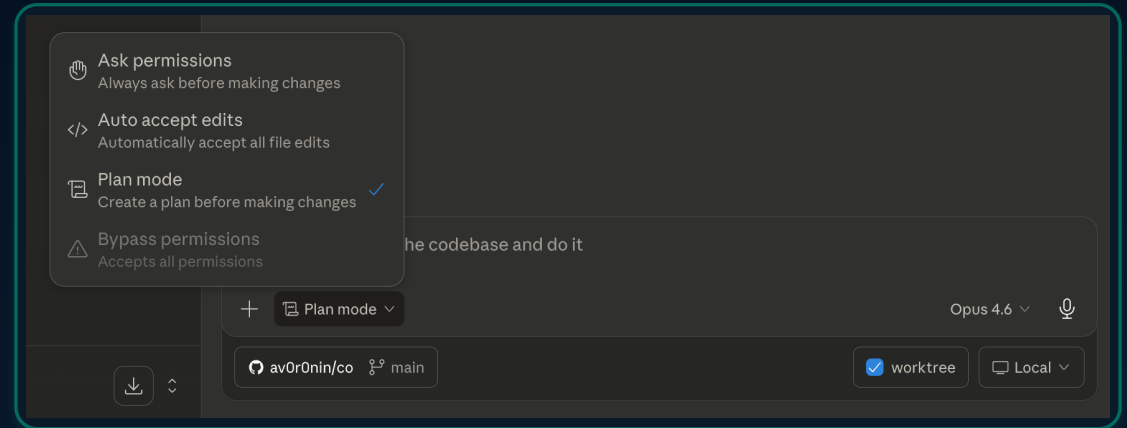 Ask permissions
Always ask before making changes
Auto accept edits
Automatically accept all file edits
Plan mode
Create a plan before making changes
Bypass permissions
Accepts all permissions
he codebase and do it
Plan mode
Opus 4.6
av0r0nin/co
main
worktree
Local